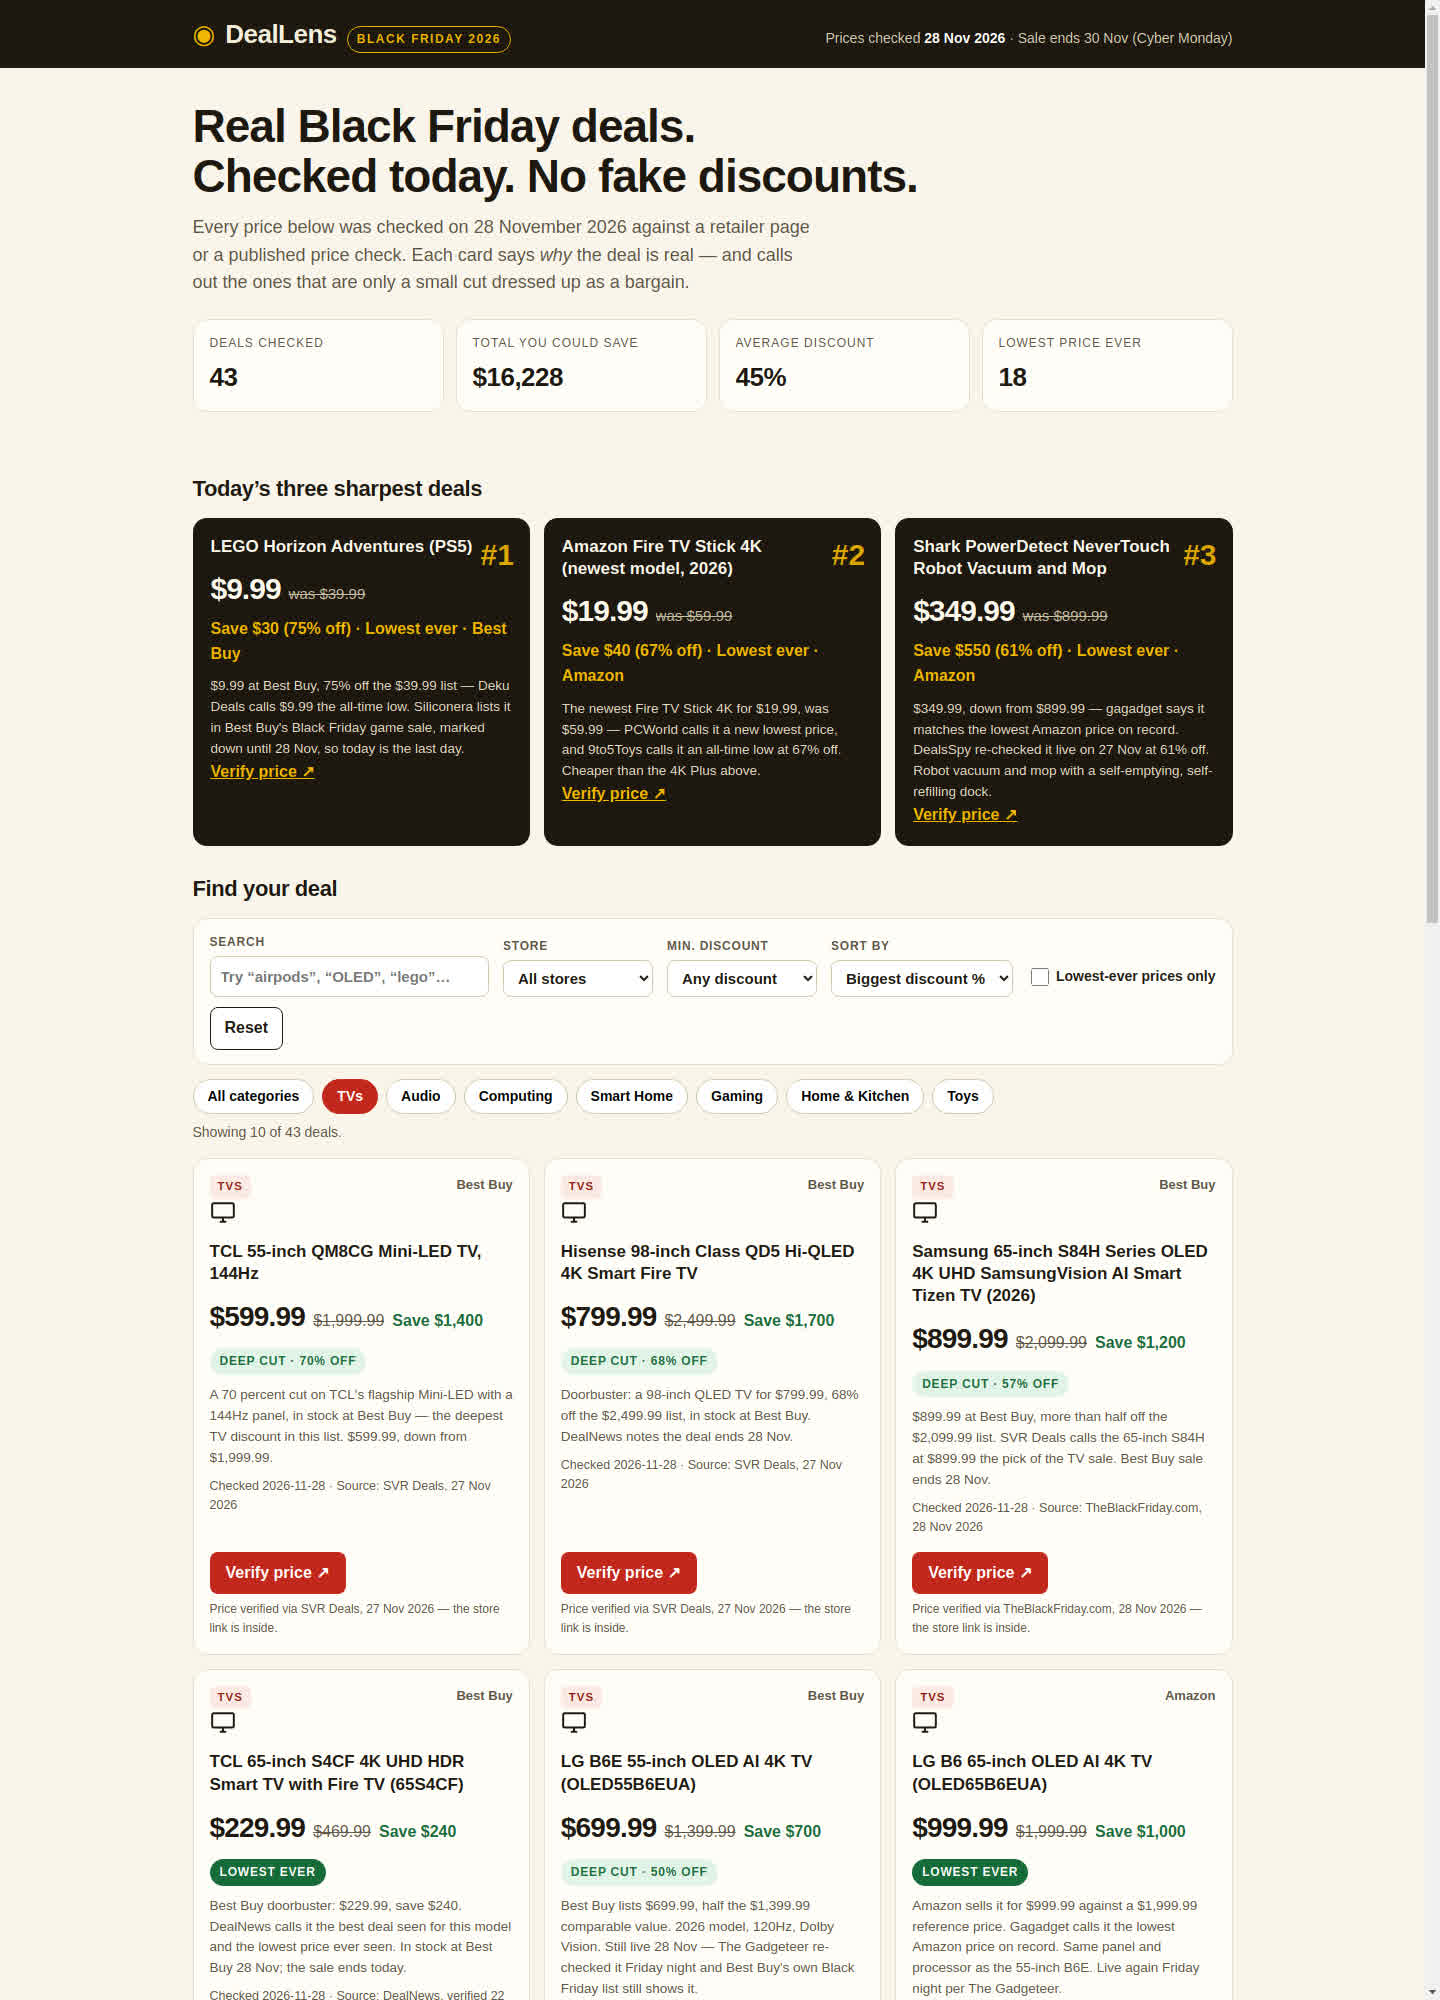 ◉ DealLens BLACK FRIDAY 2026
Prices checked 28 Nov 2026 · Sale ends 30 Nov (Cyber Monday)
Real Black Friday deals.
Checked today. No fake discounts.
Every price below was checked on 28 November 2026 against a retailer page
or a published price check. Each card says why the deal is real — and calls
out the ones that are only a small cut dressed up as a bargain.
DEALS CHECKED
43
TOTAL YOU COULD SAVE
$16,228
AVERAGE DISCOUNT
45%
LOWEST PRICE EVER
18
Today’s three sharpest deals
LEGO Horizon Adventures (PS5) #1
$9.99 was $39.99
Save $30 (75% off) · Lowest ever · Best
Buy
$9.99 at Best Buy, 75% off the $39.99 list — Deku
Deals calls $9.99 the all-time low. Siliconera lists it
in Best Buy's Black Friday game sale, marked
down until 28 Nov, so today is the last day.
Verify price ↗
Amazon Fire TV Stick 4K #2
(newest model, 2026)
$19.99 was $59.99
Save $40 (67% off) · Lowest ever ·
Amazon
The newest Fire TV Stick 4K for $19.99, was
$59.99 — PCWorld calls it a new lowest price,
and 9to5Toys calls it an all-time low at 67% off.
Cheaper than the 4K Plus above.
Verify price ↗
Shark PowerDetect NeverTouch #3
Robot Vacuum and Mop
$349.99 was $899.99
Save $550 (61% off) · Lowest ever ·
Amazon
$349.99, down from $899.99 — gagadget says it
matches the lowest Amazon price on record.
DealsSpy re-checked it live on 27 Nov at 61% off.
Robot vacuum and mop with a self-emptying, self-
refilling dock.
Verify price ↗
Find your deal
SEARCH
Try “airpods”, “OLED”, “lego”…
STORE
All stores
MIN. DISCOUNT
Any discount
SORT BY
Biggest discount %
Lowest-ever prices only
Reset
All categories TVs Audio Computing Smart Home Gaming Home & Kitchen Toys
Showing 10 of 43 deals.
TVS Best Buy
TCL 55-inch QM8CG Mini-LED TV,
144Hz
$599.99 $1,999.99 Save $1,400
DEEP CUT · 70% OFF
A 70 percent cut on TCL's flagship Mini-LED with a
144Hz panel, in stock at Best Buy — the deepest
TV discount in this list. $599.99, down from
$1,999.99.
Checked 2026-11-28 · Source: SVR Deals, 27 Nov
2026
Verify price ↗
Price verified via SVR Deals, 27 Nov 2026 — the store
link is inside.
TVS Best Buy
Hisense 98-inch Class QD5 Hi-QLED
4K Smart Fire TV
$799.99 $2,499.99 Save $1,700
DEEP CUT · 68% OFF
Doorbuster: a 98-inch QLED TV for $799.99, 68%
off the $2,499.99 list, in stock at Best Buy.
DealNews notes the deal ends 28 Nov.
Checked 2026-11-28 · Source: SVR Deals, 27 Nov
2026
Verify price ↗
Price verified via SVR Deals, 27 Nov 2026 — the store
link is inside.
TVS Best Buy
Samsung 65-inch S84H Series OLED
4K UHD SamsungVision AI Smart
Tizen TV (2026)
$899.99 $2,099.99 Save $1,200
DEEP CUT · 57% OFF
$899.99 at Best Buy, more than half off the
$2,099.99 list. SVR Deals calls the 65-inch S84H
at $899.99 the pick of the TV sale. Best Buy sale
ends 28 Nov.
Checked 2026-11-28 · Source: TheBlackFriday.com,
28 Nov 2026
Verify price ↗
Price verified via TheBlackFriday.com, 28 Nov 2026 —
the store link is inside.
TVS Best Buy
TCL 65-inch S4CF 4K UHD HDR
Smart TV with Fire TV (65S4CF)
$229.99 $469.99 Save $240
LOWEST EVER
Best Buy doorbuster: $229.99, save $240.
DealNews calls it the best deal seen for this model
and the lowest price ever seen. In stock at Best
Buy 28 Nov; the sale ends today.
Checked 2026-11-28 · Source: DealNews, verified 22
TVS Best Buy
LG B6E 55-inch OLED AI 4K TV
(OLED55B6EUA)
$699.99 $1,399.99 Save $700
DEEP CUT · 50% OFF
Best Buy lists $699.99, half the $1,399.99
comparable value. 2026 model, 120Hz, Dolby
Vision. Still live 28 Nov — The Gadgeteer re-
checked it Friday night and Best Buy's own Black
Friday list still shows it.
TVS Amazon
LG B6 65-inch OLED AI 4K TV
(OLED65B6EUA)
$999.99 $1,999.99 Save $1,000
LOWEST EVER
Amazon sells it for $999.99 against a $1,999.99
reference price. Gagadget calls it the lowest
Amazon price on record. Same panel and
processor as the 55-inch B6E. Live again Friday
night per The Gadgeteer.